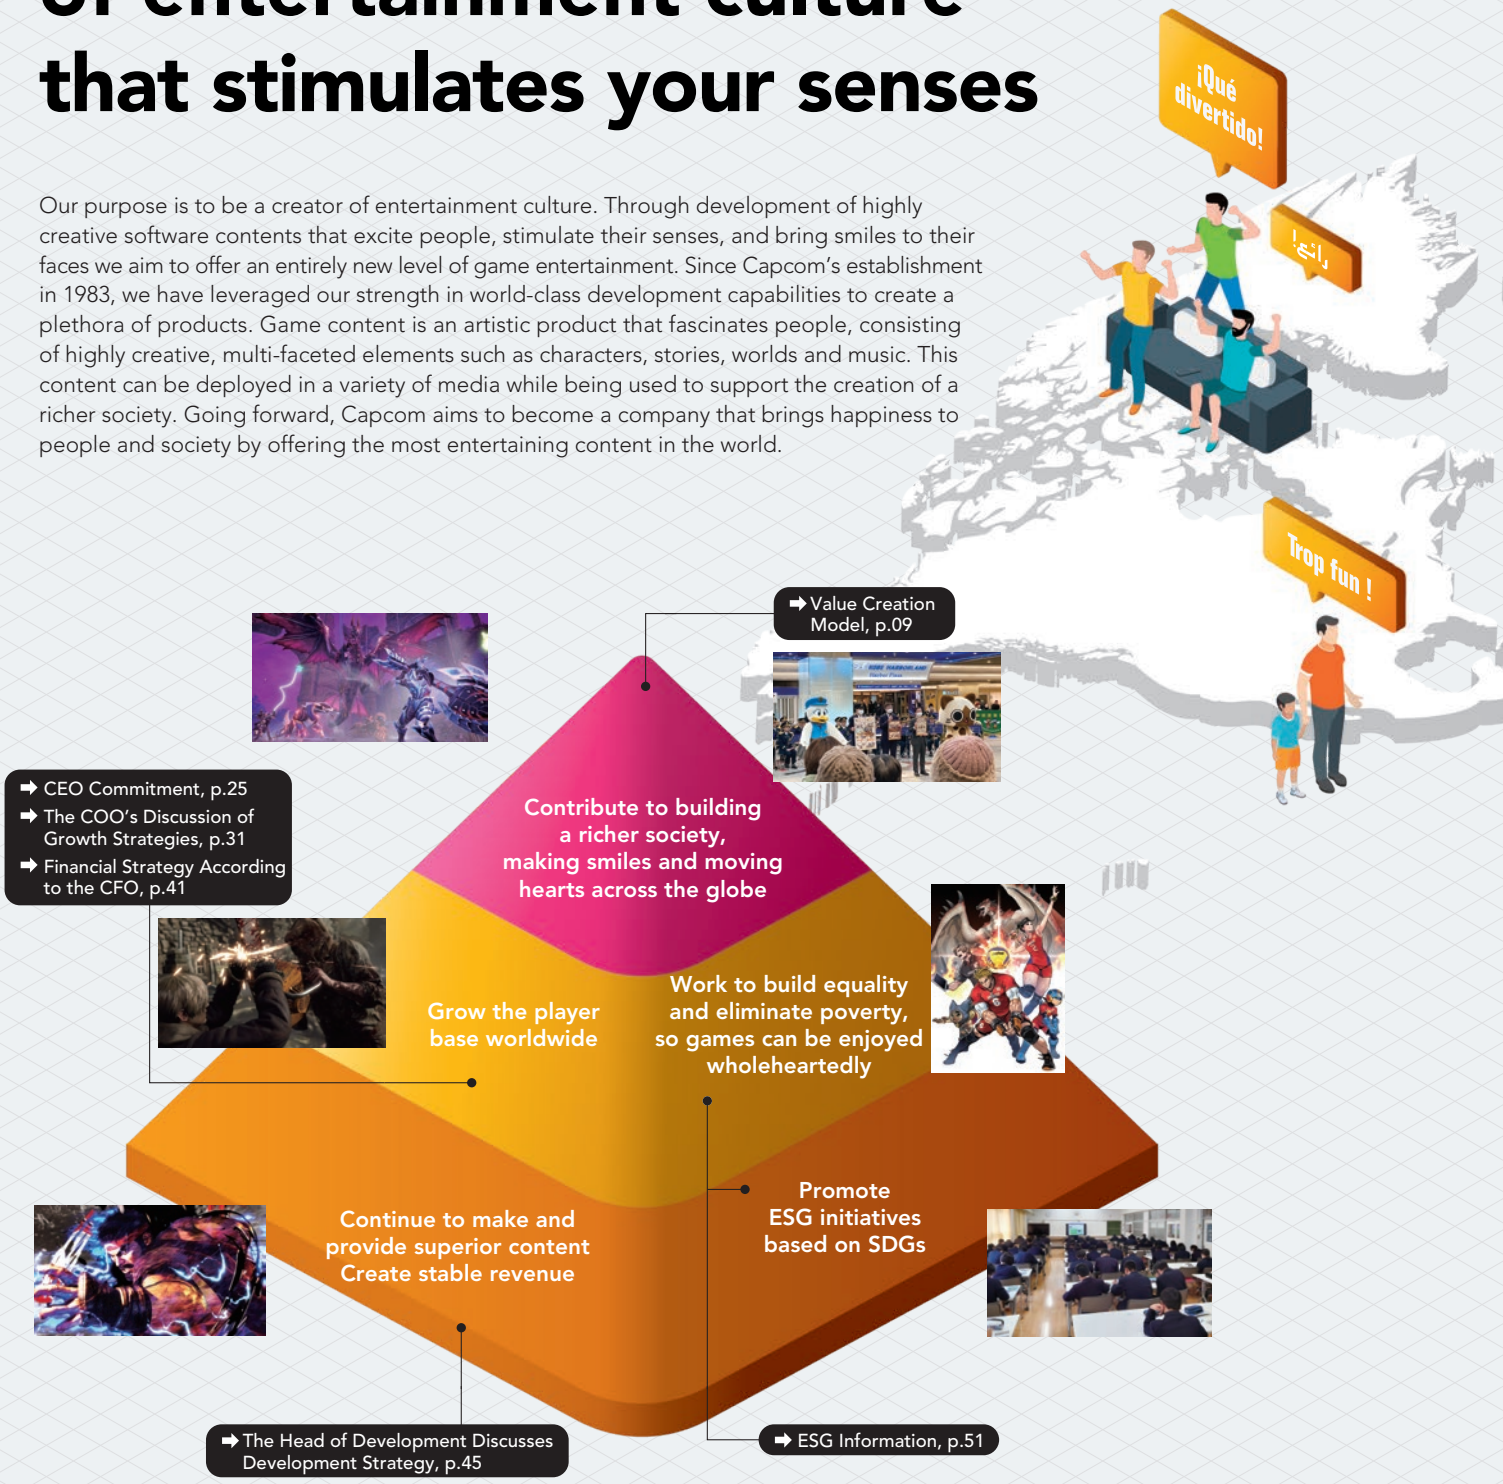 of entertainment culture
that stimulates your senses
¡Qué
divertido!
رائع!
Our purpose is to be a creator of entertainment culture. Through development of highly
creative software contents that excite people, stimulate their senses, and bring smiles to their
faces we aim to offer an entirely new level of game entertainment. Since Capcom's establishment
in 1983, we have leveraged our strength in world-class development capabilities to create a
plethora of products. Game content is an artistic product that fascinates people, consisting
of highly creative, multi-faceted elements such as characters, stories, worlds and music. This
content can be deployed in a variety of media while being used to support the creation of a
richer society. Going forward, Capcom aims to become a company that brings happiness to
people and society by offering the most entertaining content in the world.
Trop fun !
➡ Value Creation
Model, p.09
KOBE HARBORLAND
➡ CEO Commitment, p.25
➡ The COO's Discussion of
Growth Strategies, p.31
➡ Financial Strategy According
to the CFO, p.41
Contribute to building
a richer society,
making smiles and moving
hearts across the globe
Grow the player
base worldwide
Work to build equality
and eliminate poverty,
so games can be enjoyed
wholeheartedly
Continue to make and
provide superior content
Create stable revenue
Promote
ESG initiatives
based on SDGs
➡ The Head of Development Discusses
Development Strategy, p.45
➡ ESG Information, p.51